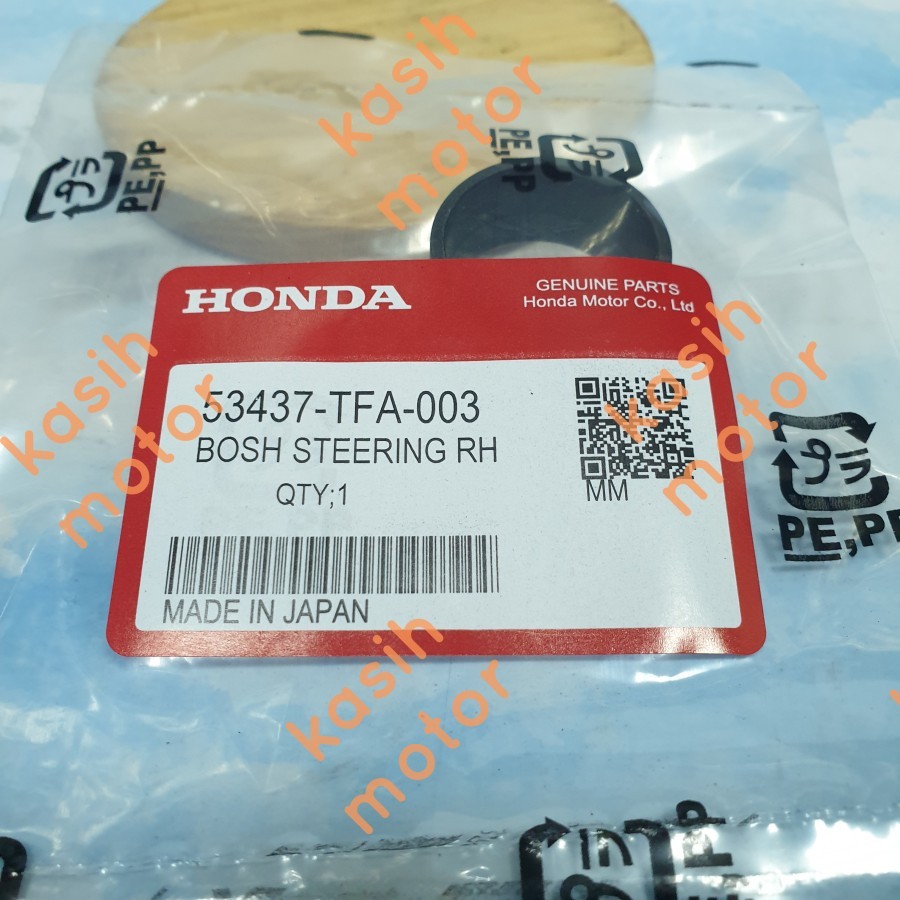 プラ
PE,PP
プラ
PE,PP
kasih
motor
HONDA
GENUINE PARTS
Honda Motor Co., Ltd
kasih
motor
kasih
motor
53437-TFA-003
BOSH STEERING RH
QTY;1
MM
プラ
PE,PP
MADE IN JAPAN
kasih
motor